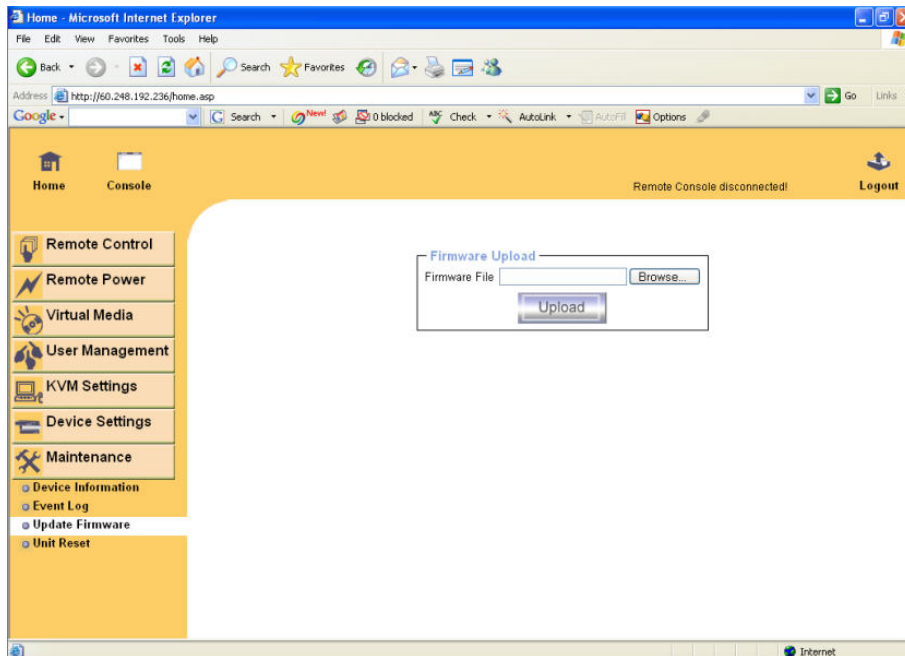 Home - Microsoft Internet Explorer
File Edit View Favorites Tools Help
Back Search Favorites
Address http://60.248.192.236/home.asp Go Links
Google G Search New! 0 blocked ABC Check AutoLink AutoFill Options
Home Console Remote Console disconnected! Logout
Remote Control
Remote Power
Virtual Media
User Management
KVM Settings
Device Settings
Maintenance
Device Information
Event Log
Update Firmware
Unit Reset
Firmware Upload
Firmware File Browse...
Upload
Internet